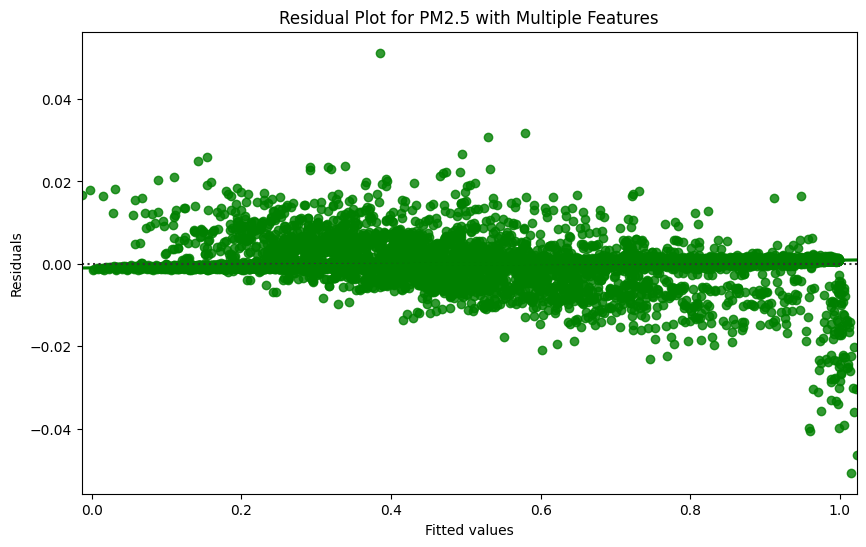 Residual Plot for PM2.5 with Multiple Features
Residuals
0.04
0.02
0.00
−0.02
−0.04
0.0 0.2 0.4 0.6 0.8 1.0
Fitted values